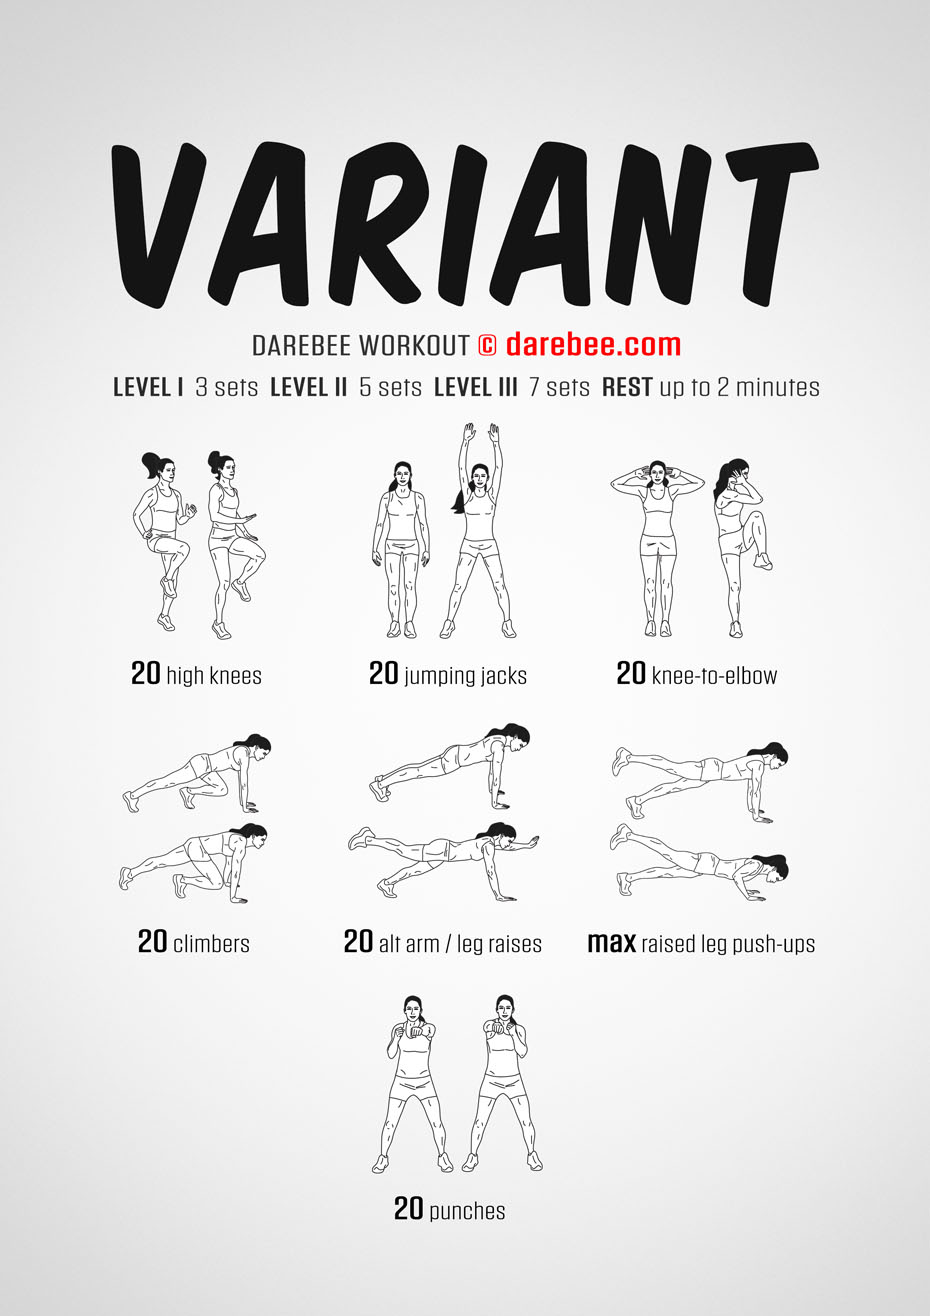 VARIANT
DAREBEE WORKOUT © darebee.com
LEVEL I 3 sets LEVEL II 5 sets LEVEL III 7 sets REST up to 2 minutes
20 high knees
20 jumping jacks
20 knee-to-elbow
20 climbers
20 alt arm / leg raises
max raised leg push-ups
20 punches